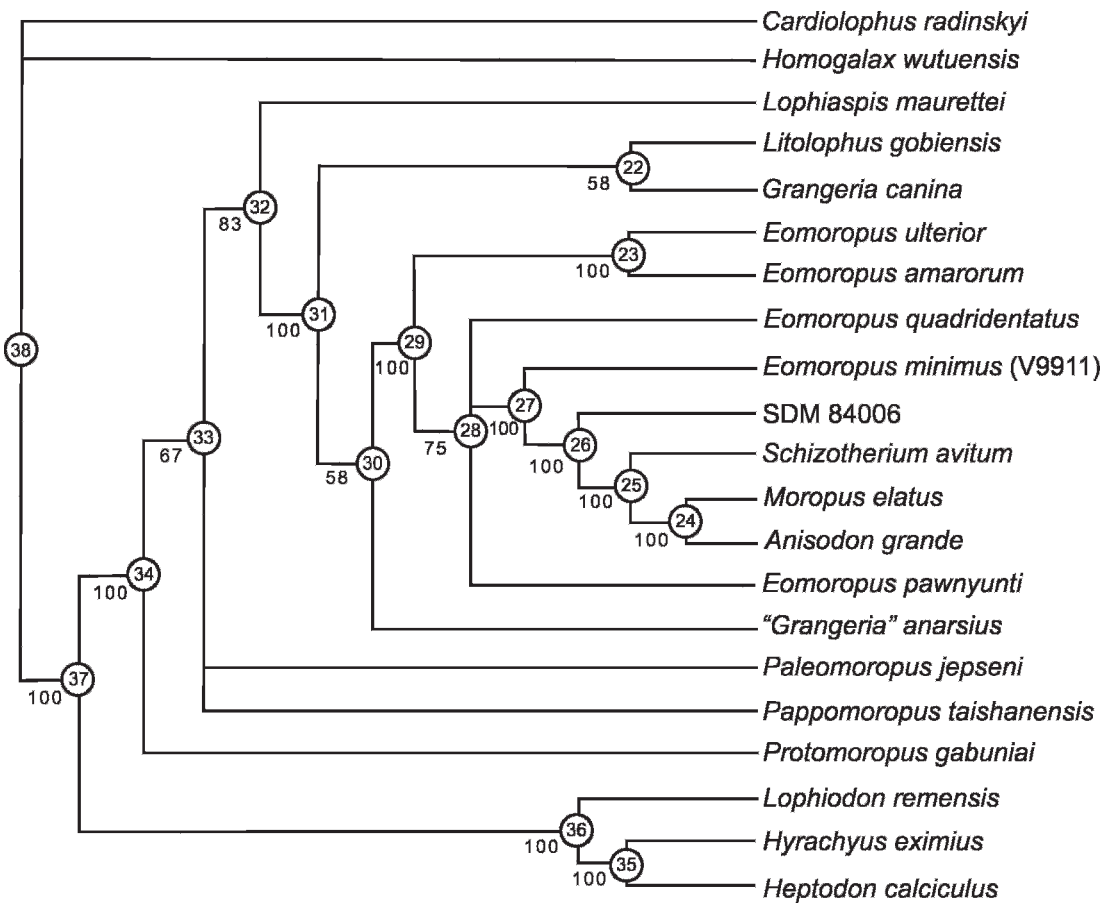 Cardiolophus radinskyi
Homogalax wutuensis
Lophiaspis maurettei
Litolophus gobiensis
22
58
Grangeria canina
32
83
Eomoropus ulterior
23
100
Eomoropus amarorum
31
100
Eomoropus quadridentatus
29
100
38
Eomoropus minimus (V9911)
27
100
SDM 84006
28
75
33
67
26
100
Schizotherium avitum
30
58
25
100
Moropus elatus
24
100
Anisodon grande
34
100
Eomoropus pawnyunti
“Grangeria” anarsius
Paleomoropus jepseni
37
100
Pappomoropus taishanensis
Protomoropus gabuniai
Lophiodon remensis
36
100
Hyrachyus eximius
35
100
Heptodon calciculus